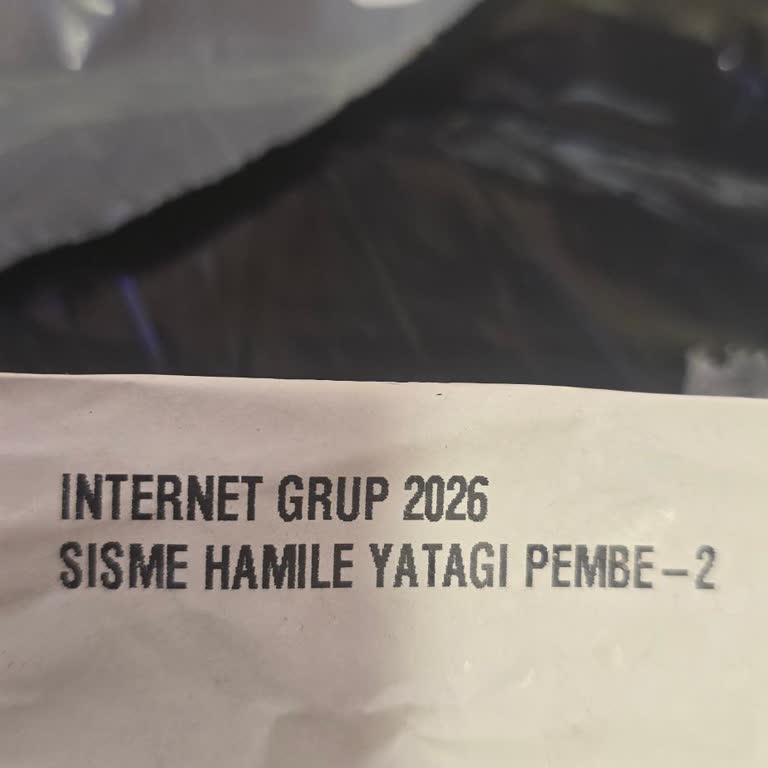 INTERNET GRUP 2026
SISME HAMILE YATAGI PEMBE-2